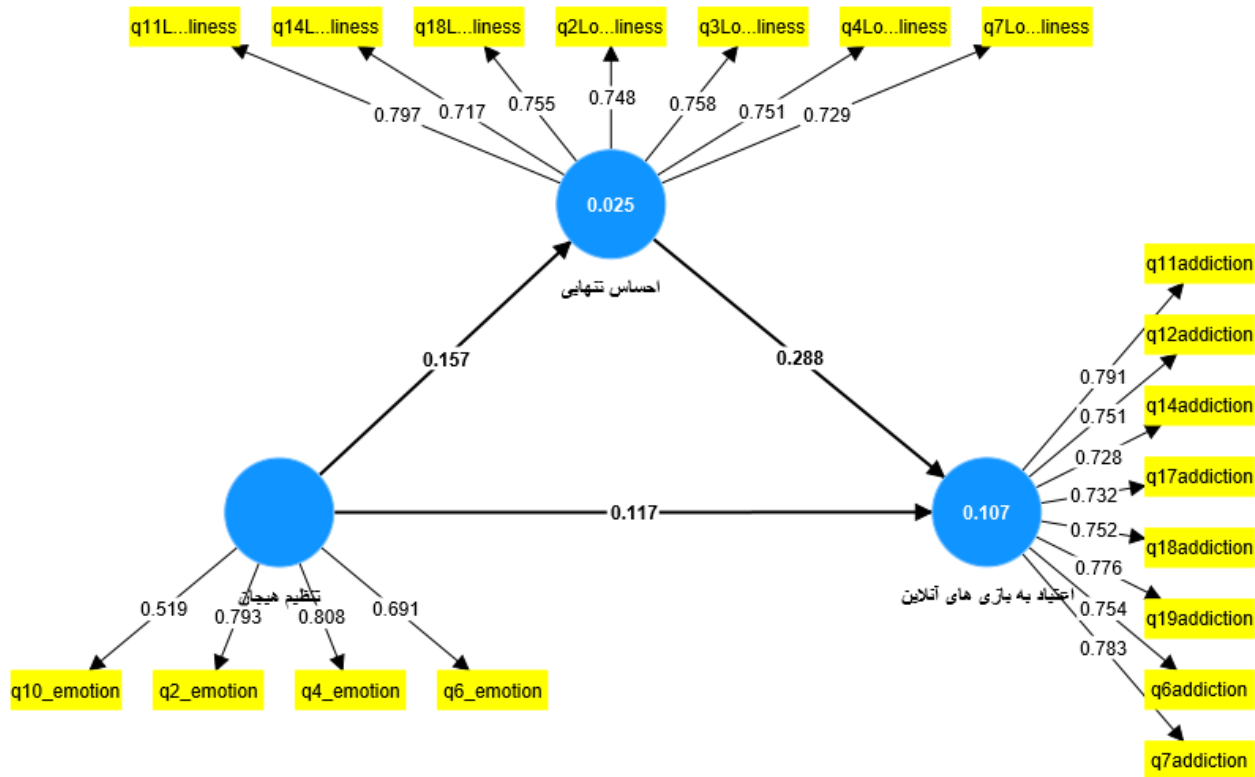 q11L...liness
q14L...liness
q18L...liness
q2Lo...liness
q3Lo...liness
q4Lo...liness
q7Lo...liness
0.797
0.717
0.755
0.748
0.758
0.751
0.729
0.025
احساس تنهایی
0.157
0.288
0.117
تنظیم هیجان
0.519
0.793
0.808
0.691
q10_emotion
q2_emotion
q4_emotion
q6_emotion
0.107
اعتیاد به بازی های آنلاین
0.791
0.751
0.728
0.732
0.752
0.776
0.754
0.783
q11addiction
q12addiction
q14addiction
q17addiction
q18addiction
q19addiction
q6addiction
q7addiction